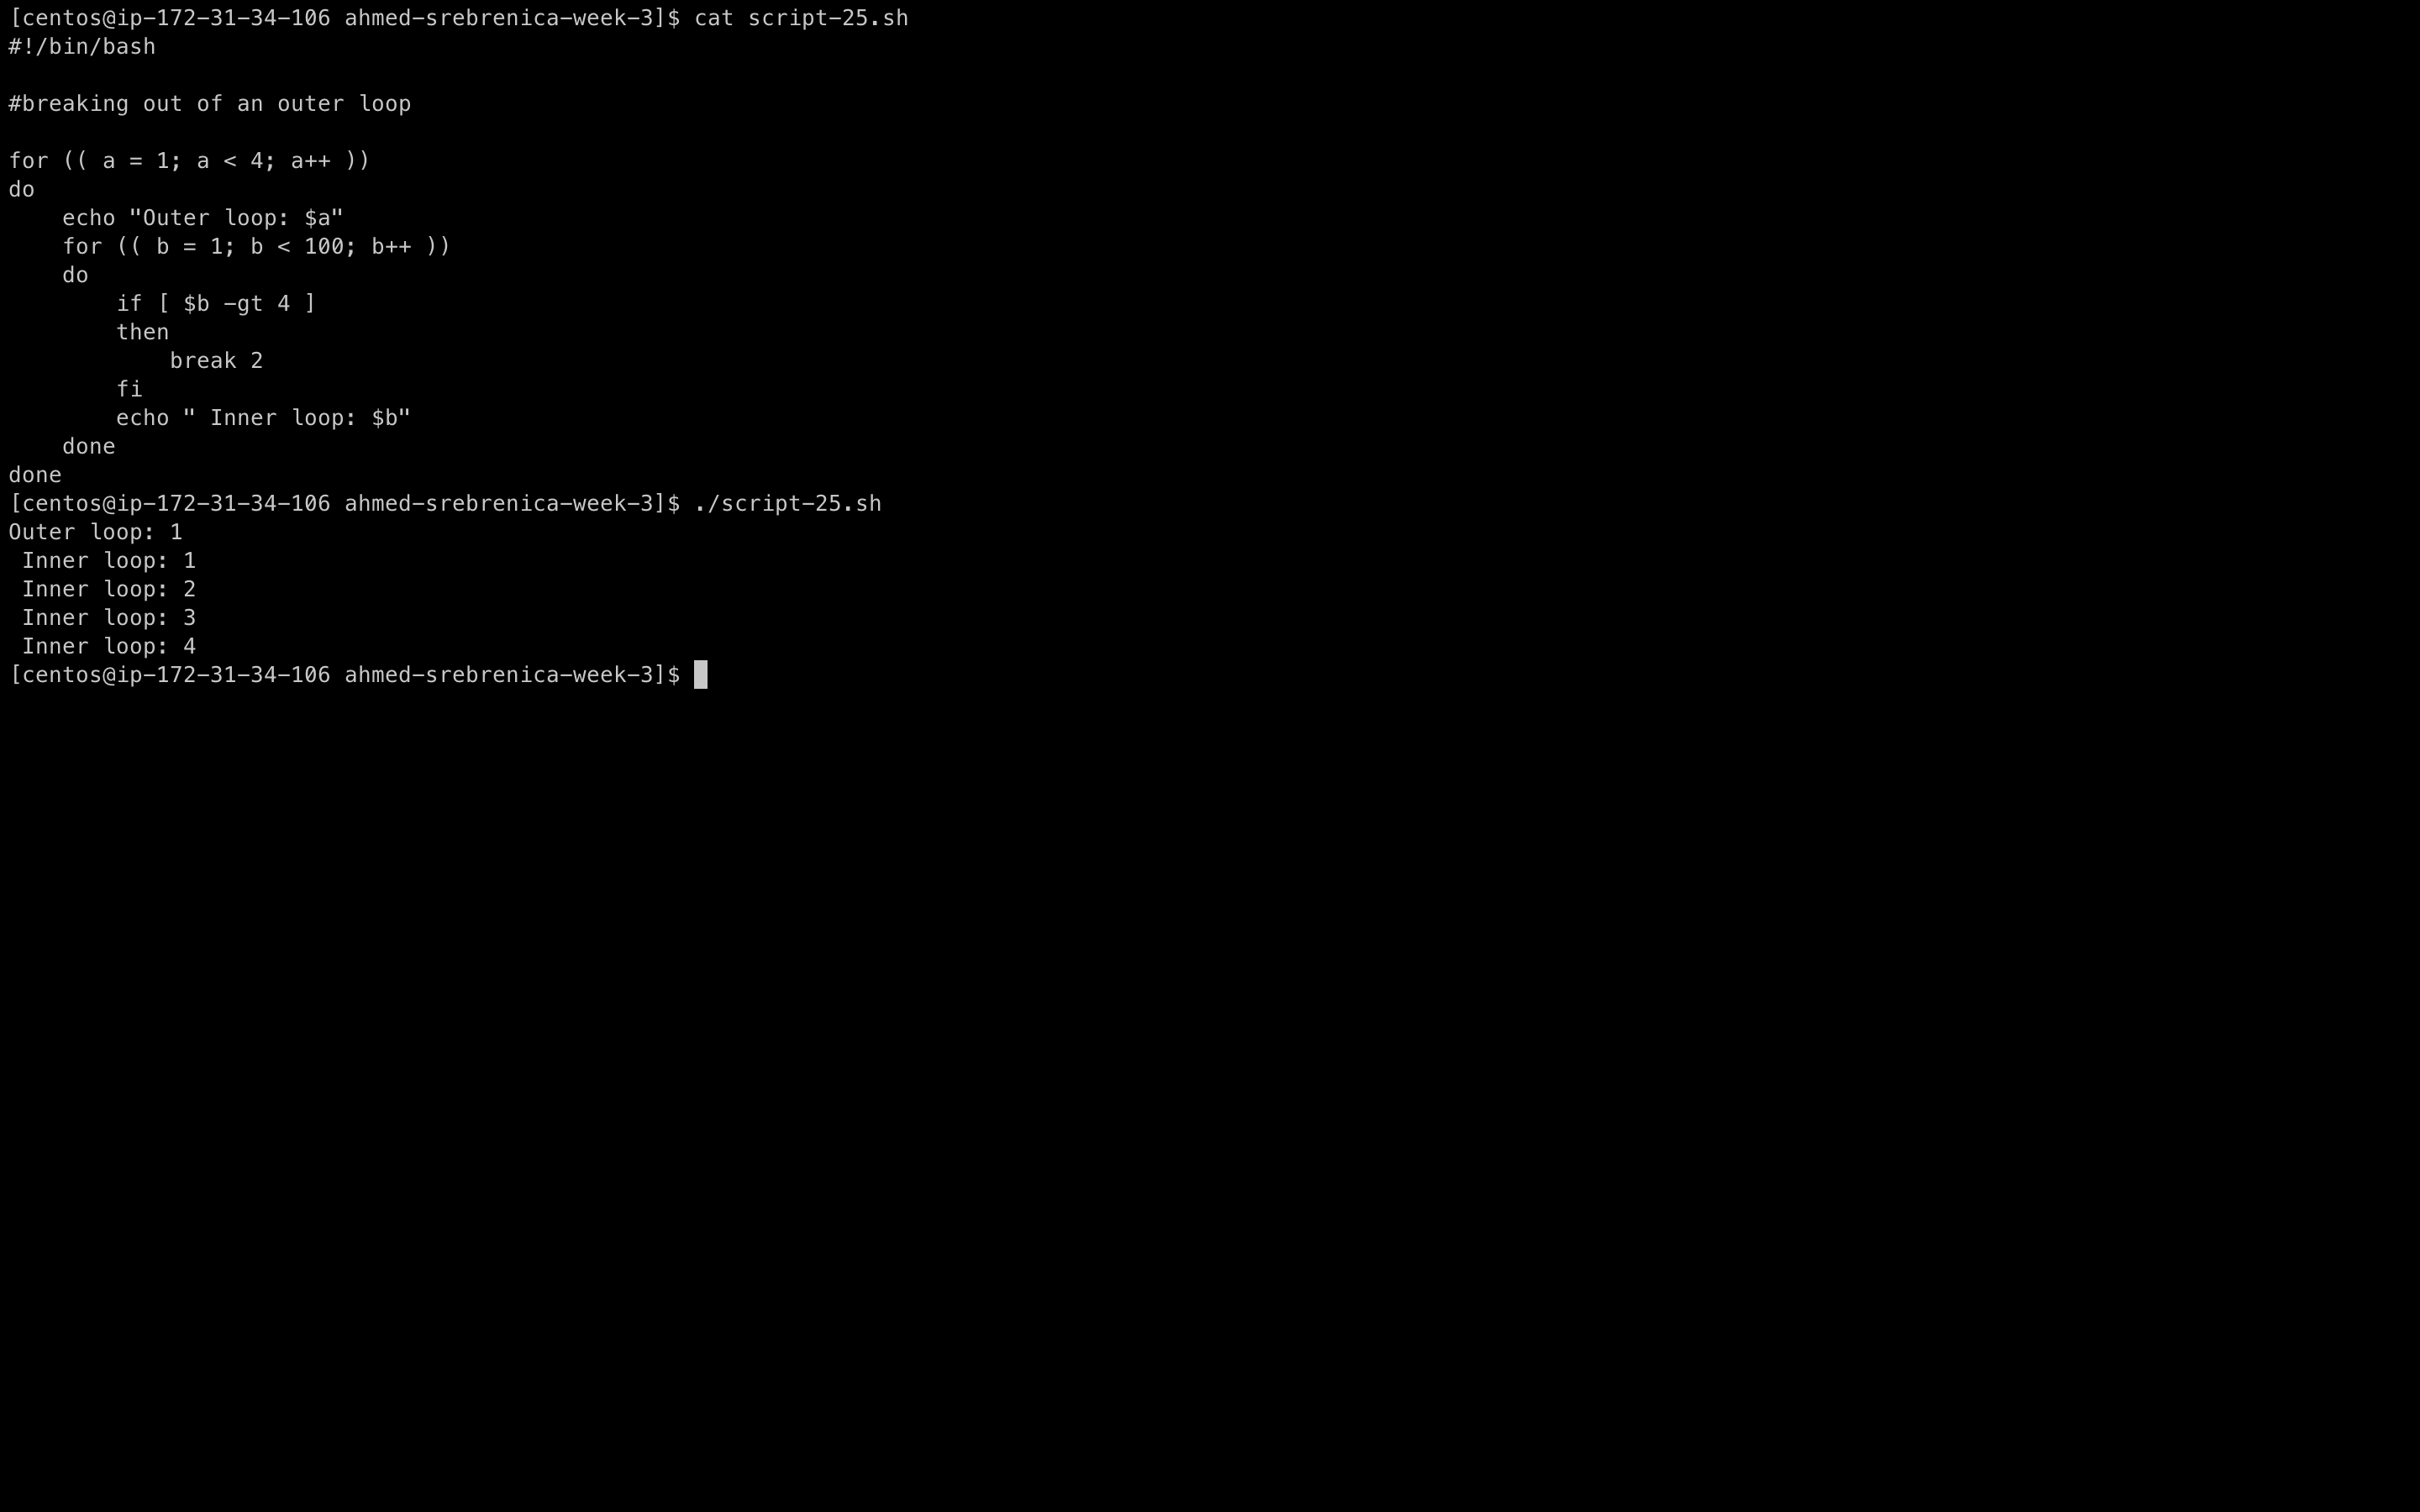 [centos@ip-172-31-34-106 ahmed-srebrenica-week-3]$ cat script-25.sh
#!/bin/bash

#breaking out of an outer loop

for (( a = 1; a < 4; a++ ))
do
    echo "Outer loop: $a"
    for (( b = 1; b < 100; b++ ))
    do
        if [ $b -gt 4 ]
        then
            break 2
        fi
        echo " Inner loop: $b"
    done
done
[centos@ip-172-31-34-106 ahmed-srebrenica-week-3]$ ./script-25.sh
Outer loop: 1
 Inner loop: 1
 Inner loop: 2
 Inner loop: 3
 Inner loop: 4
[centos@ip-172-31-34-106 ahmed-srebrenica-week-3]$